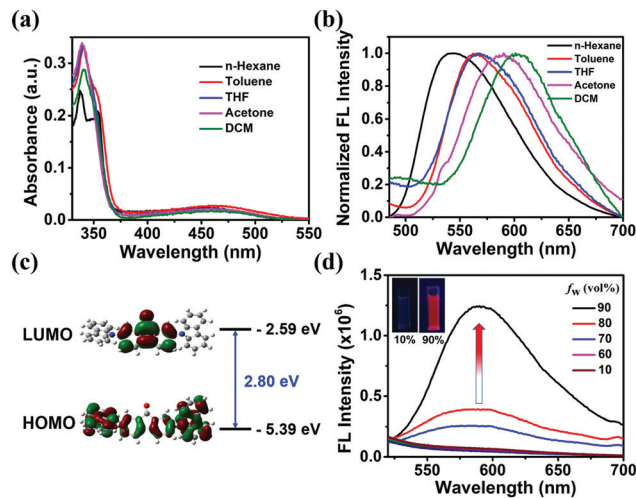 (a)
Absorbance (a.u.)
0.3
0.2
0.1
0.0
n-Hexane
Toluene
THF
Acetone
DCM
350 400 450 500 550
Wavelength (nm)
(b)
Normalized FL Intensity
1.0
0.8
0.6
0.4
0.2
0.0
n-Hexane
Toluene
THF
Acetone
DCM
500 550 600 650 700
Wavelength (nm)
(c)
LUMO
- 2.59 eV
2.80 eV
HOMO
- 5.39 eV
(d)
FL Intensity (x10⁶)
1.5
1.0
0.5
0.0
10% 90%
fw (vol%)
90
80
70
60
10
550 600 650 700
Wavelength (nm)